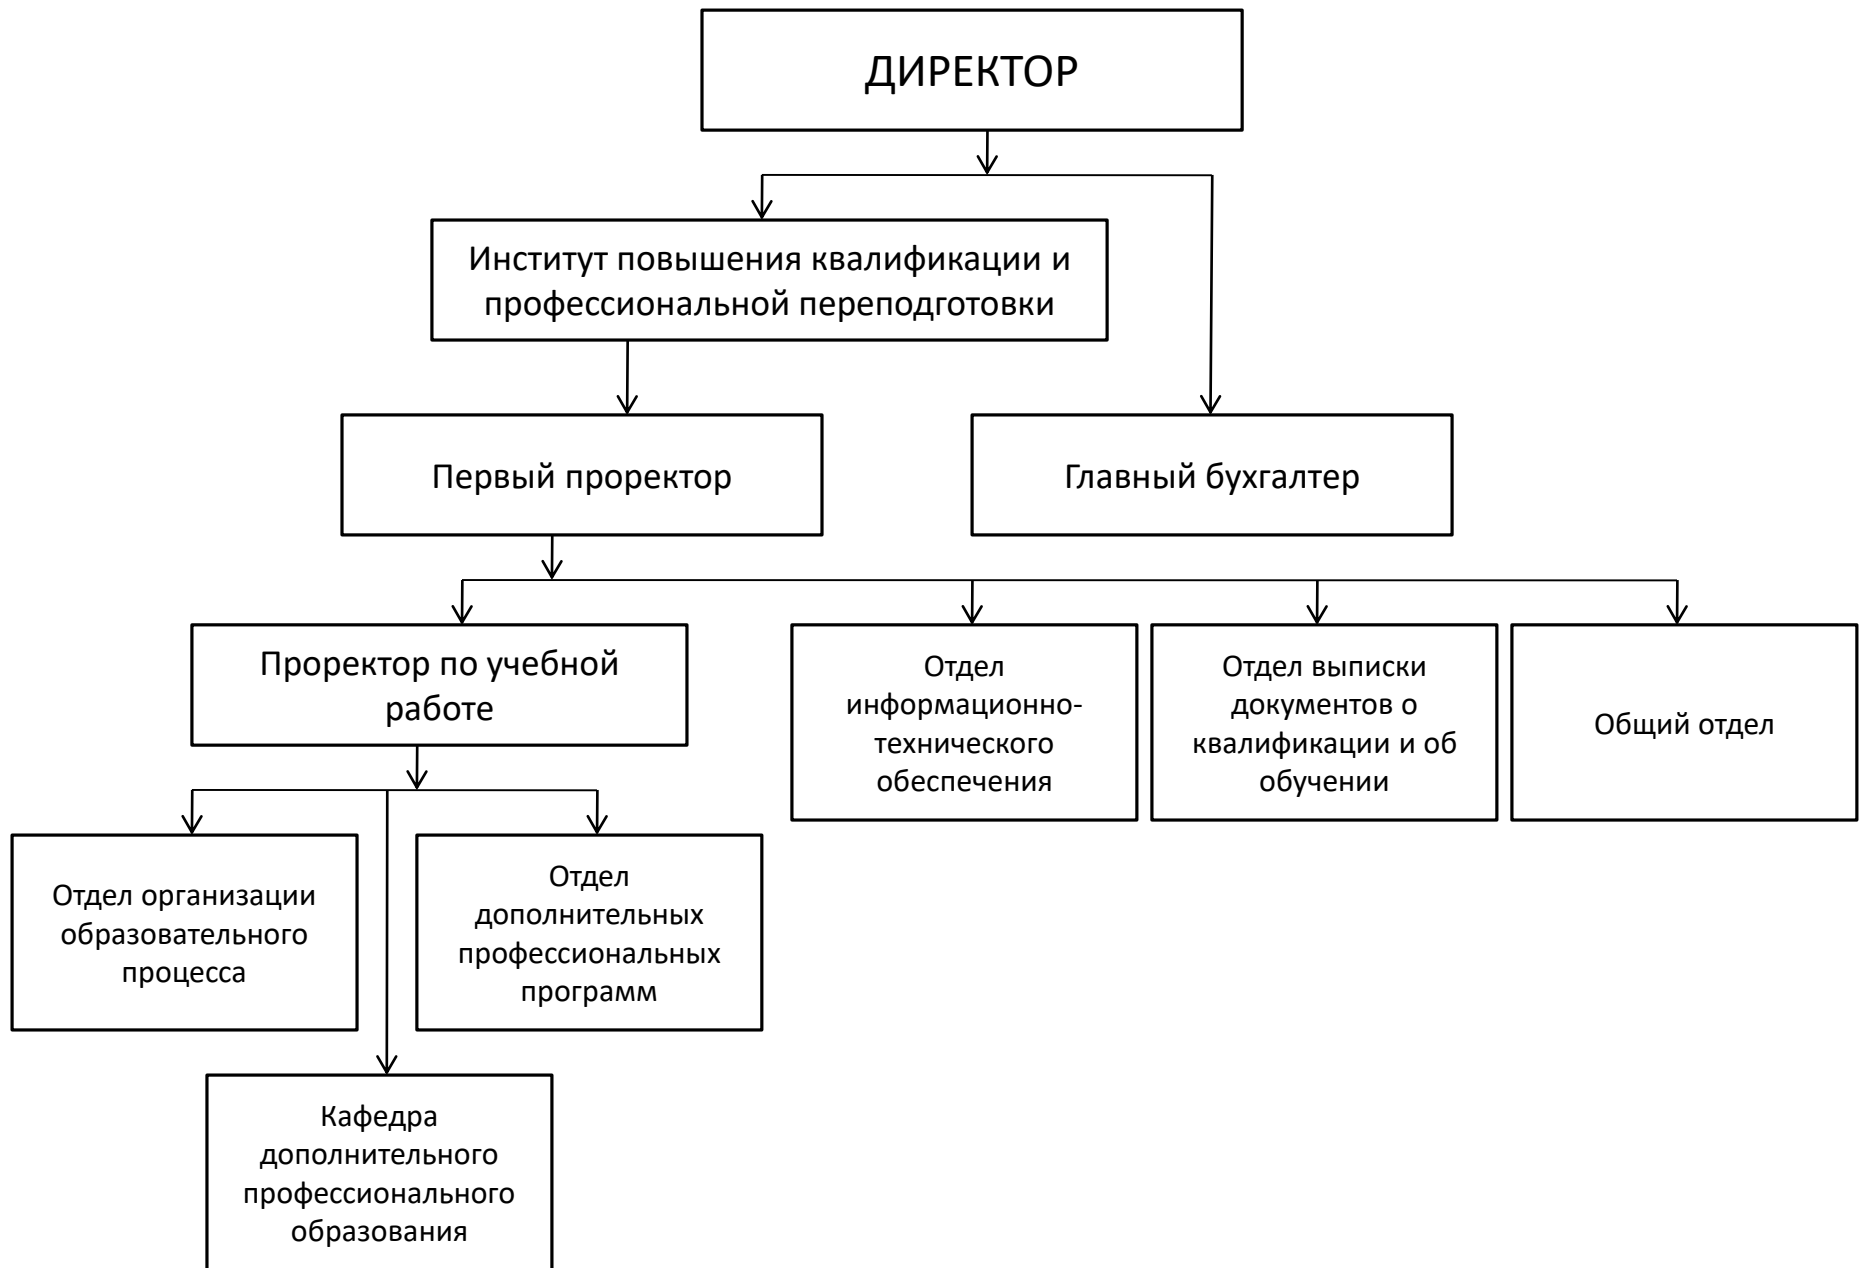 ДИРЕКТОР
Институт повышения квалификации и
профессиональной переподготовки
Первый проректор
Главный бухгалтер
Проректор по учебной
работе
Отдел
информационно-
технического
обеспечения
Отдел выписки
документов о
квалификации и об
обучении
Общий отдел
Отдел организации
образовательного
процесса
Отдел
дополнительных
профессиональных
программ
Кафедра
дополнительного
профессионального
образования